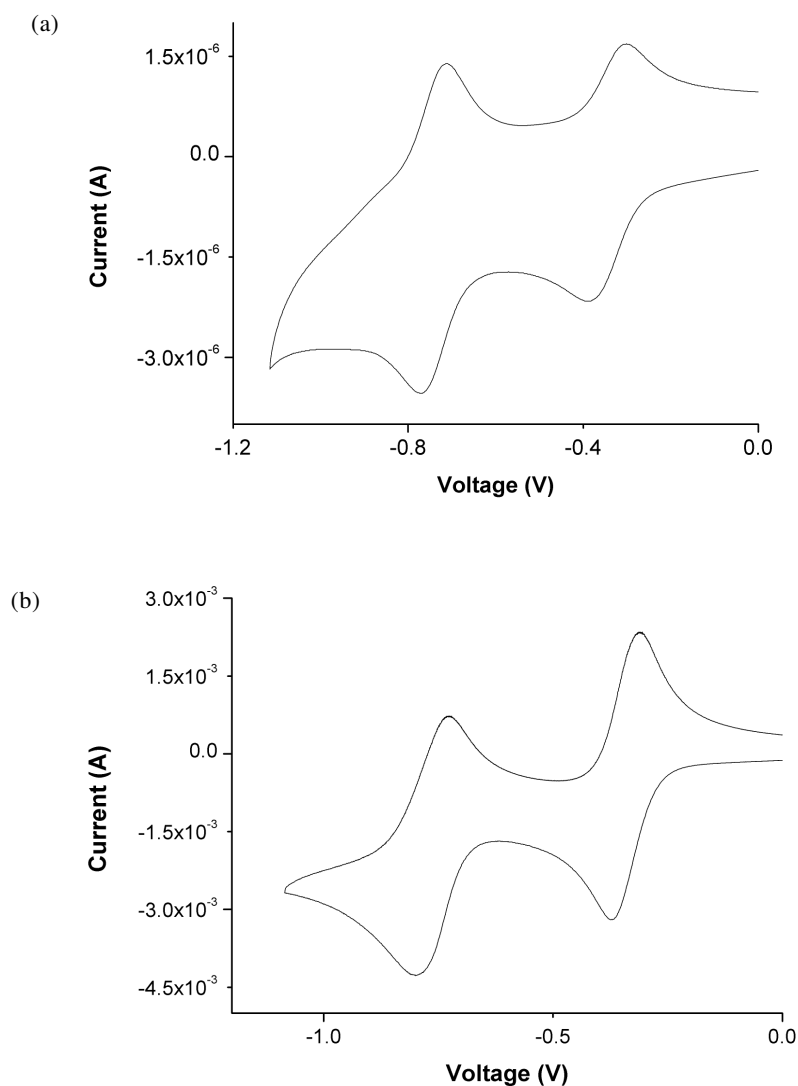 (a)
1.5x10⁻⁶
0.0
-1.5x10⁻⁶
-3.0x10⁻⁶
Current (A)
-1.2
-0.8
-0.4
0.0
Voltage (V)
(b)
3.0x10⁻³
1.5x10⁻³
0.0
-1.5x10⁻³
-3.0x10⁻³
-4.5x10⁻³
Current (A)
-1.0
-0.5
0.0
Voltage (V)